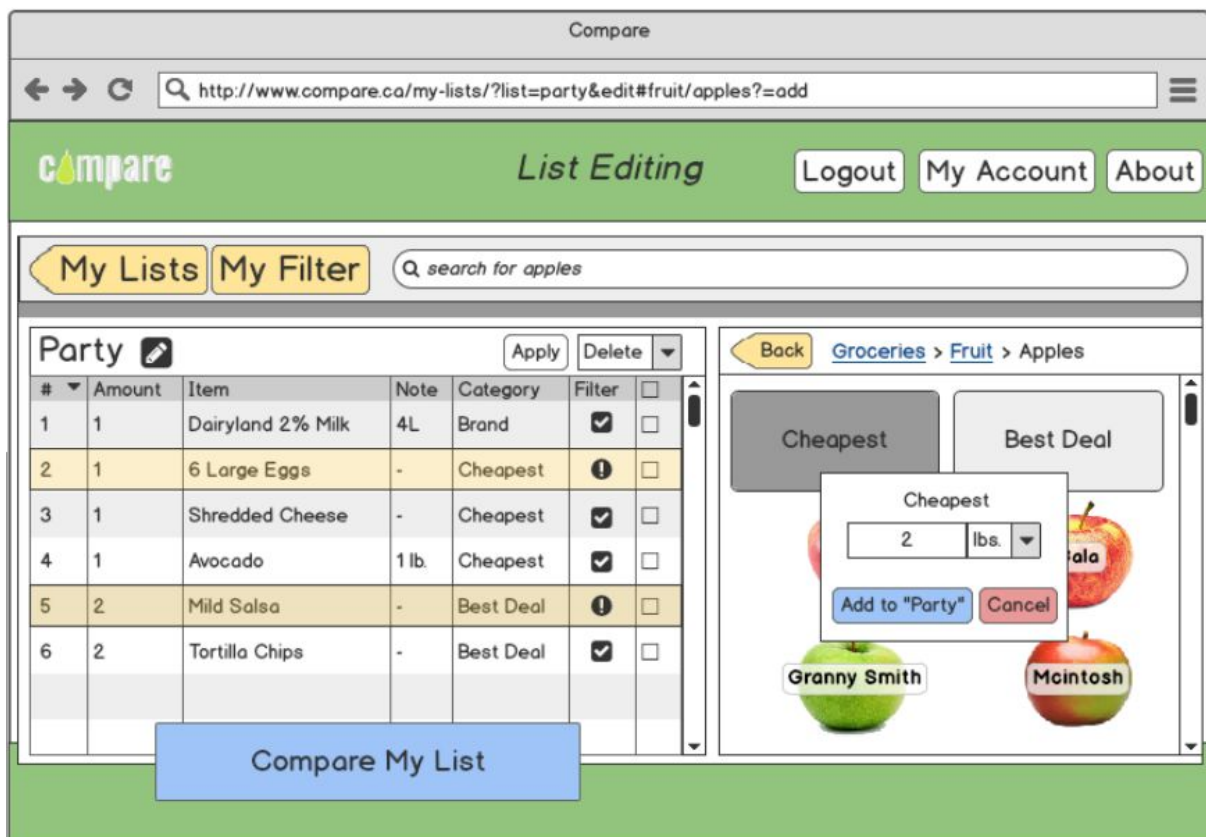 Compare
http://www.compare.ca/my-lists/?list=party&edit#fruit/apples?=add
compare List Editing Logout My Account About
My Lists My Filter search for apples
Party Apply Delete
# Amount Item Note Category Filter
1 1 Dairyland 2% Milk 4L Brand
2 1 6 Large Eggs - Cheapest
3 1 Shredded Cheese - Cheapest
4 1 Avocado 1 lb. Cheapest
5 2 Mild Salsa - Best Deal
6 2 Tortilla Chips - Best Deal
Compare My List
Back Groceries > Fruit > Apples
Cheapest Best Deal
Cheapest
2 lbs.
Add to "Party" Cancel
Granny Smith Mcintosh